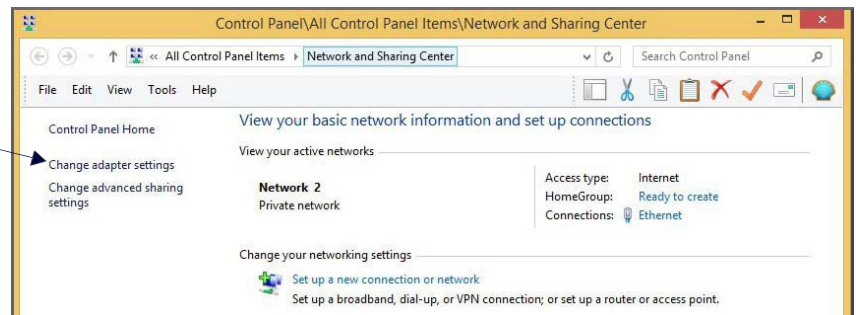 Control Panel\All Control Panel Items\Network and Sharing Center
« All Control Panel Items ▸ Network and Sharing Center
Search Control Panel
File Edit View Tools Help
Control Panel Home
Change adapter settings
Change advanced sharing
settings
View your basic network information and set up connections
View your active networks
Network 2
Private network
Access type: Internet
HomeGroup: Ready to create
Connections: Ethernet
Change your networking settings
Set up a new connection or network
Set up a broadband, dial-up, or VPN connection; or set up a router or access point.